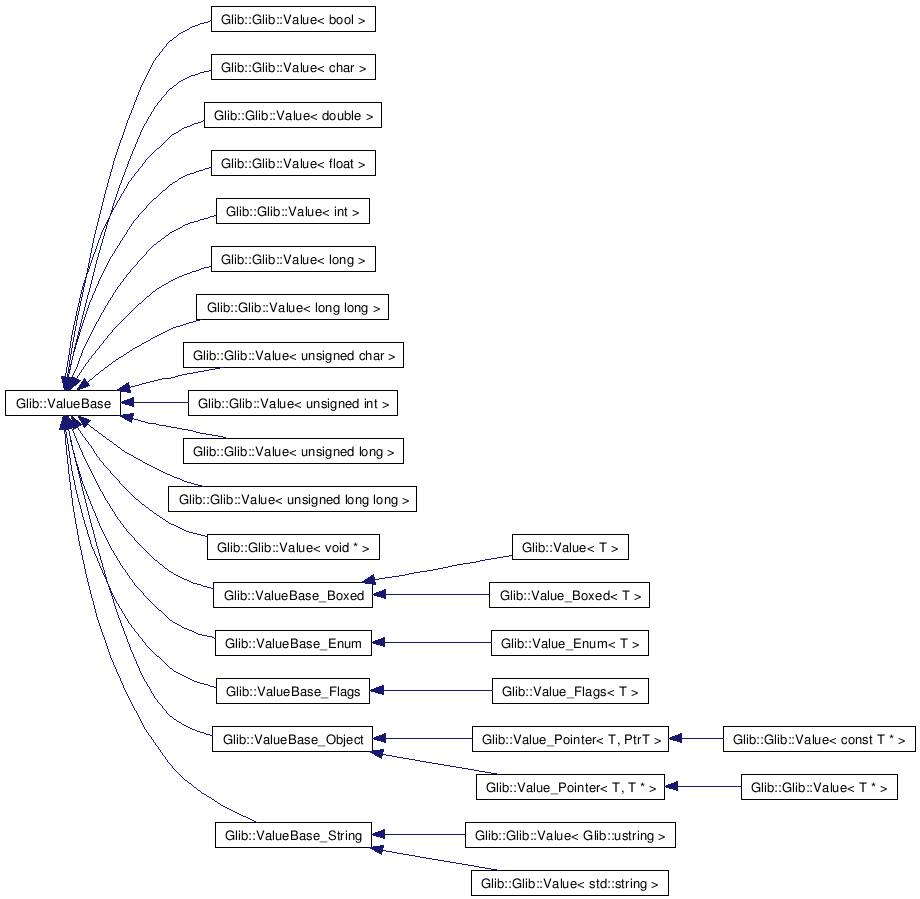 Glib::Glib::Value< bool >
Glib::Glib::Value< char >
Glib::Glib::Value< double >
Glib::Glib::Value< float >
Glib::Glib::Value< int >
Glib::Glib::Value< long >
Glib::Glib::Value< long long >
Glib::Glib::Value< unsigned char >
Glib::ValueBase
Glib::Glib::Value< unsigned int >
Glib::Glib::Value< unsigned long >
Glib::Glib::Value< unsigned long long >
Glib::Glib::Value< void * >
Glib::Value< T >
Glib::ValueBase_Boxed
Glib::Value_Boxed< T >
Glib::ValueBase_Enum
Glib::Value_Enum< T >
Glib::ValueBase_Flags
Glib::Value_Flags< T >
Glib::ValueBase_Object
Glib::Value_Pointer< T, PtrT >
Glib::Glib::Value< const T * >
Glib::Value_Pointer< T, T * >
Glib::Glib::Value< T * >
Glib::ValueBase_String
Glib::Glib::Value< Glib::ustring >
Glib::Glib::Value< std::string >